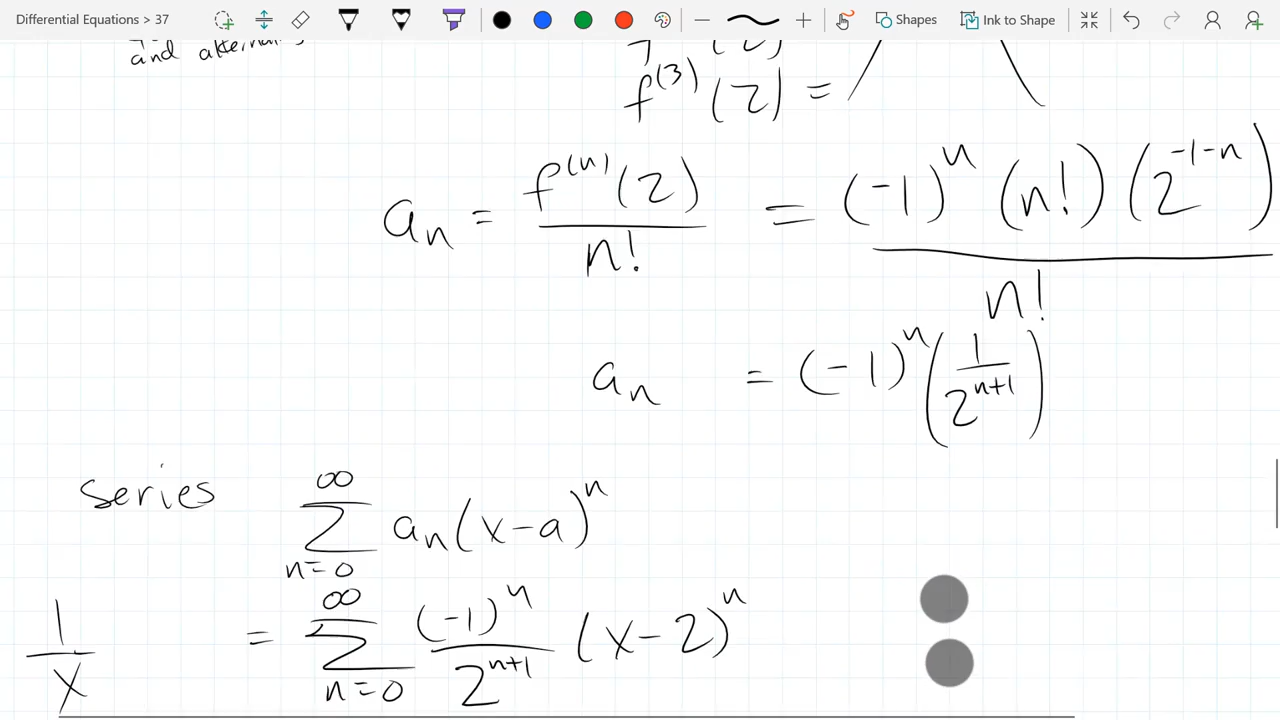 Differential Equations > 37
Shapes
Ink to Shape
and
f^(3) (2) =
a_n = f^(n)(2) / n! = (-1)^n (n!) (2^(-1-n)) / n!
a_n = (-1)^n (1 / 2^(n+1))
series ∑_{n=0}^∞ a_n (x-a)^n
1/x = ∑_{n=0}^∞ (-1)^n / 2^(n+1) (x-2)^n